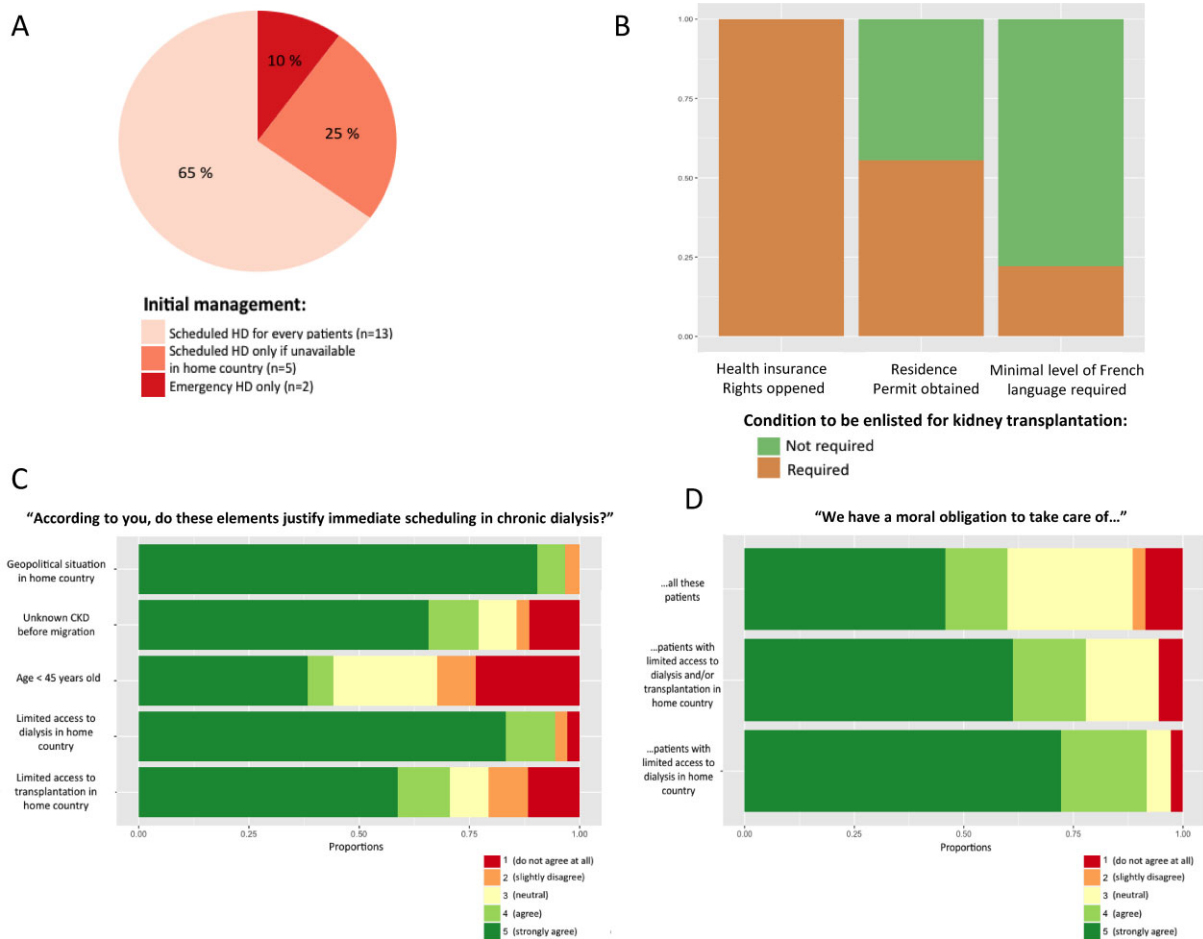 A
10 %
25 %
65 %
Initial management:
Scheduled HD for every patients (n=13)
Scheduled HD only if unavailable
in home country (n=5)
Emergency HD only (n=2)
B
1.00
0.75
0.50
0.25
0.00
Health insurance
Rights oppened
Residence
Permit obtained
Minimal level of French
language required
Condition to be enlisted for kidney transplantation:
Not required
Required
C
“According to you, do these elements justify immediate scheduling in chronic dialysis?”
Geopolitical situation
in home country
Unknown CKD
before migration
Age < 45 years old
Limited access to
dialysis in home
country
Limited access to
transplantation in
home country
0.00
0.25
0.50
0.75
1.00
Proportions
1 (do not agree at all)
2 (slightly disagree)
3 (neutral)
4 (agree)
5 (strongly agree)
D
“We have a moral obligation to take care of…”
…all these
patients
…patients with
limited access to
dialysis and/or
transplantation in
home country
…patients with
limited access to
dialysis in home
country
0.00
0.25
0.50
0.75
1.00
Proportions
1 (do not agree at all)
2 (slightly disagree)
3 (neutral)
4 (agree)
5 (strongly agree)